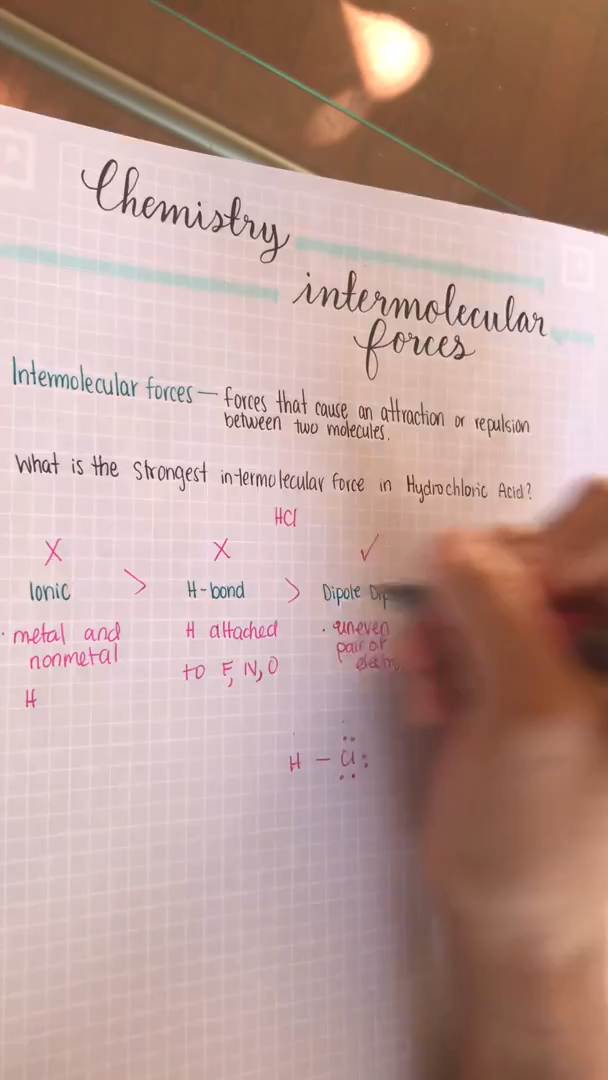 Chemistry
intermolecular
forces
Intermolecular forces — forces that cause an attraction or repulsion
between two molecules.
What is the strongest intermolecular force in Hydrochloric Acid?
HCl
X X ✓
Ionic > H-bond > Dipole
· metal and
nonmetal
H
H attached
to F, N, O
· uneven
pair of
H - Cl